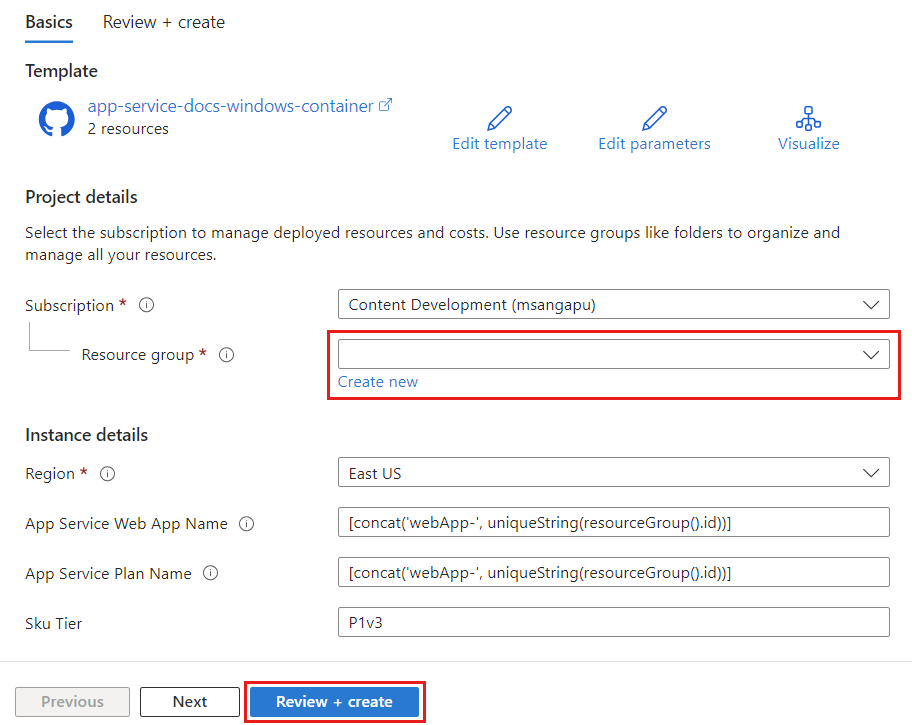 Basics Review + create
Template
app-service-docs-windows-container
2 resources
Edit template Edit parameters Visualize
Project details
Select the subscription to manage deployed resources and costs. Use resource groups like folders to organize and
manage all your resources.
Subscription * Content Development (msangapu)
Resource group *
Create new
Instance details
Region * East US
App Service Web App Name [concat('webApp-', uniqueString(resourceGroup().id))]
App Service Plan Name [concat('webApp-', uniqueString(resourceGroup().id))]
Sku Tier P1v3
Previous Next Review + create